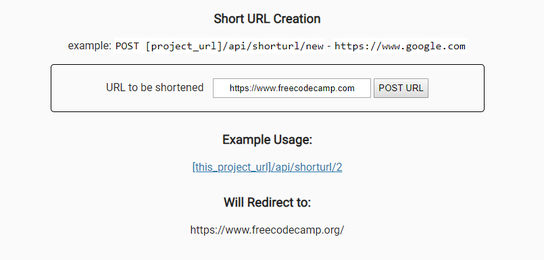 Short URL Creation
example: POST [project_url]/api/shorturl/new - https://www.google.com
URL to be shortened https://www.freecodecamp.com POST URL
Example Usage:
[this_project_url]/api/shorturl/2
Will Redirect to:
https://www.freecodecamp.org/